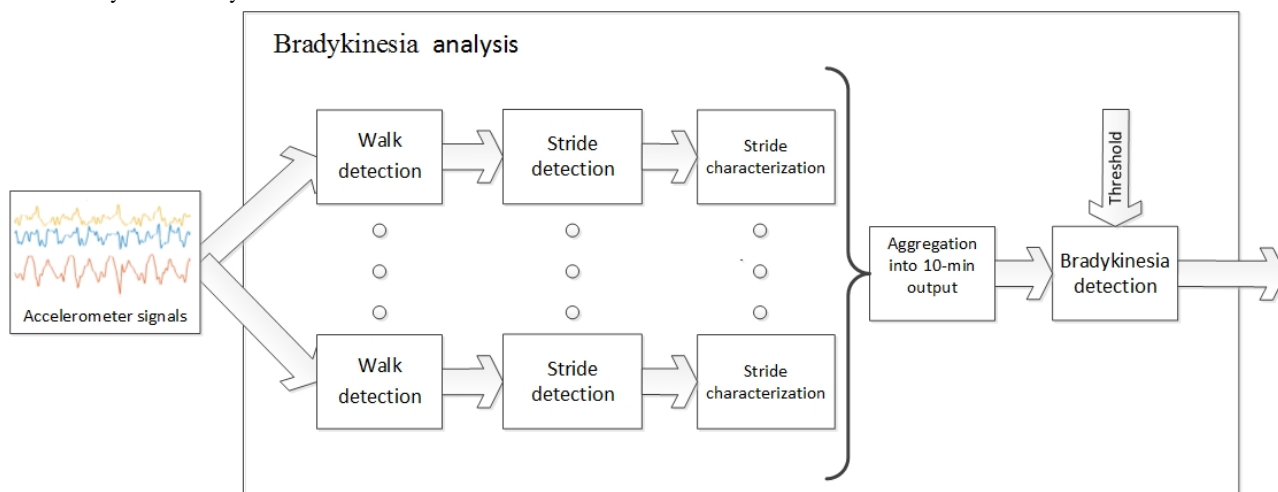 Bradykinesia analysis
Walk
detection
Stride
detection
Stride
characterization
Threshold
Accelerometer signals
Aggregation
into 10-min
output
Bradykinesia
detection
Walk
detection
Stride
detection
Stride
characterization